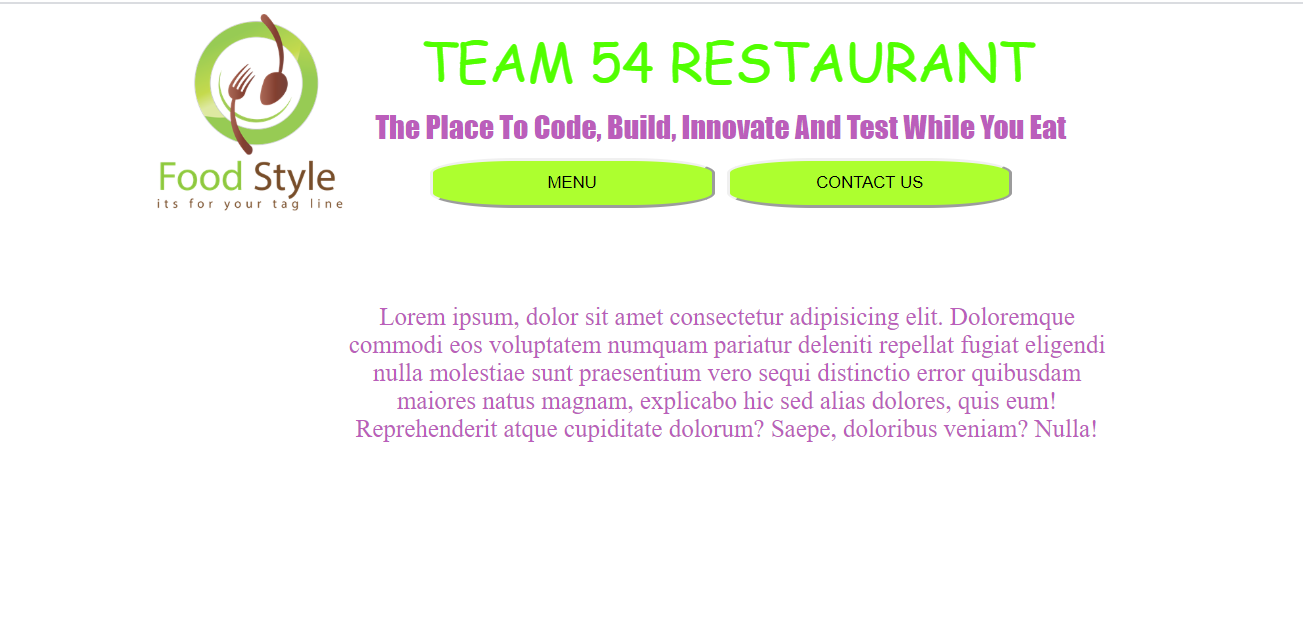 TEAM 54 RESTAURANT
The Place To Code, Build, Innovate And Test While You Eat
Food Style
its for your tag line
MENU
CONTACT US
Lorem ipsum, dolor sit amet consectetur adipisicing elit. Doloremque
commodi eos voluptatem numquam pariatur deleniti repellat fugiat eligendi
nulla molestiae sunt praesentium vero sequi distinctio error quibusdam
maiores natus magnam, explicabo hic sed alias dolores, quis eum!
Reprehenderit atque cupiditate dolorum? Saepe, doloribus veniam? Nulla!